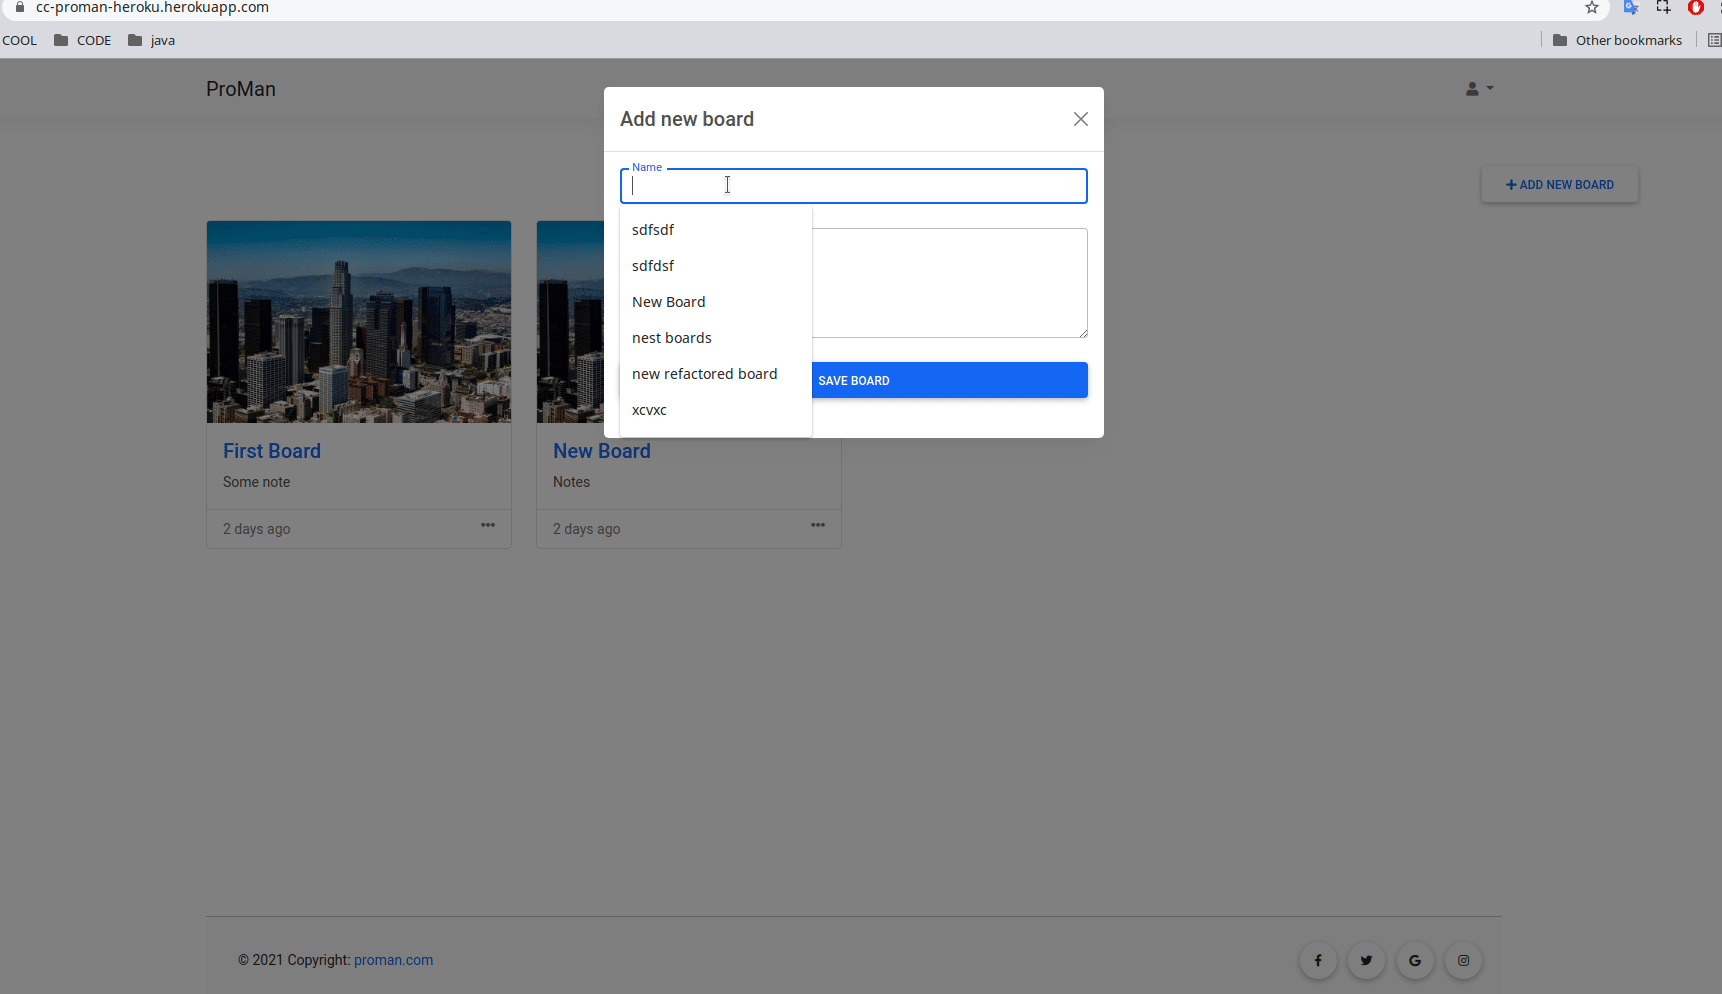 cc-proman-heroku.herokuapp.com
COOL CODE java Other bookmarks
ProMan
Add new board
Name
ADD NEW BOARD
sdfsdf
sdfdsf
New Board
nest boards
new refactored board
xcvxc
SAVE BOARD
First Board
Some note
2 days ago
New Board
Notes
2 days ago
© 2021 Copyright: proman.com